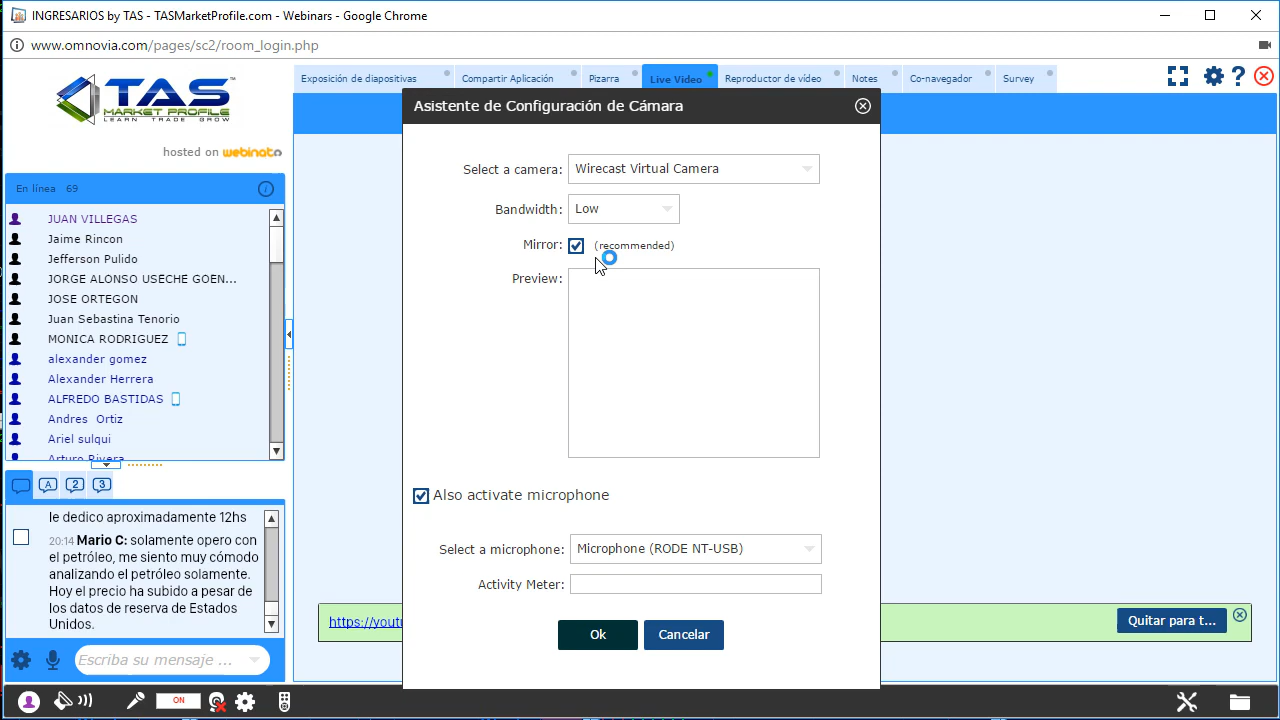 INGRESARIOS by TAS - TASMarketProfile.com - Webinars - Google Chrome
www.omnovia.com/pages/sc2/room_login.php
TAS
MARKET PROFILE
LEARN TRADE GROW
hosted on webinato
Exposición de diapositivas
Compartir Aplicación
Pizarra
Live Video
Reproductor de vídeo
Notes
Co-navegador
Survey
En línea 69
JUAN VILLEGAS
Jaime Rincon
Jefferson Pulido
JORGE ALONSO USECHE GOEN...
JOSE ORTEGON
Juan Sebastina Tenorio
MONICA RODRIGUEZ
alexander gomez
Alexander Herrera
ALFREDO BASTIDAS
Andres Ortiz
Ariel sulqui
Arturo Rivera
A
2
3
le dedico aproximadamente 12hs
20:14 Mario C: solamente opero con
el petróleo, me siento muy cómodo
analizando el petróleo solamente.
Hoy el precio ha subido a pesar de
los datos de reserva de Estados
Unidos.
Escriba su mensaje ...
ON
Asistente de Configuración de Cámara
Select a camera: Wirecast Virtual Camera
Bandwidth: Low
Mirror: (recommended)
Preview:
Also activate microphone
Select a microphone: Microphone (RODE NT-USB)
Activity Meter:
Ok
Cancelar
https://yout
Quitar para t...